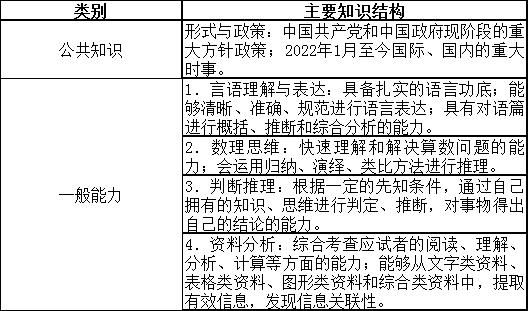 类别
主要知识结构
公共知识
形式与政策：中国共产党和中国政府现阶段的重
大方针政策；2022年1月至今国际、国内的重大
时事。
一般能力
1．言语理解与表达：具备扎实的语言功底；能
够清晰、准确、规范进行语言表达；具有对语篇
进行概括、推断和综合分析的能力。
2．数理思维：快速理解和解决算数问题的能
力；会运用归纳、演绎、类比方法进行推理。
3．判断推理：根据一定的先知条件，通过自己
拥有的知识、思维进行判定、推断，对事物得出
自己的结论的能力。
4．资料分析：综合考查应试者的阅读、理解、
分析、计算等方面的能力；能够从文字类资料、
表格类资料、图形类资料和综合类资料中，提取
有效信息，发现信息关联性。